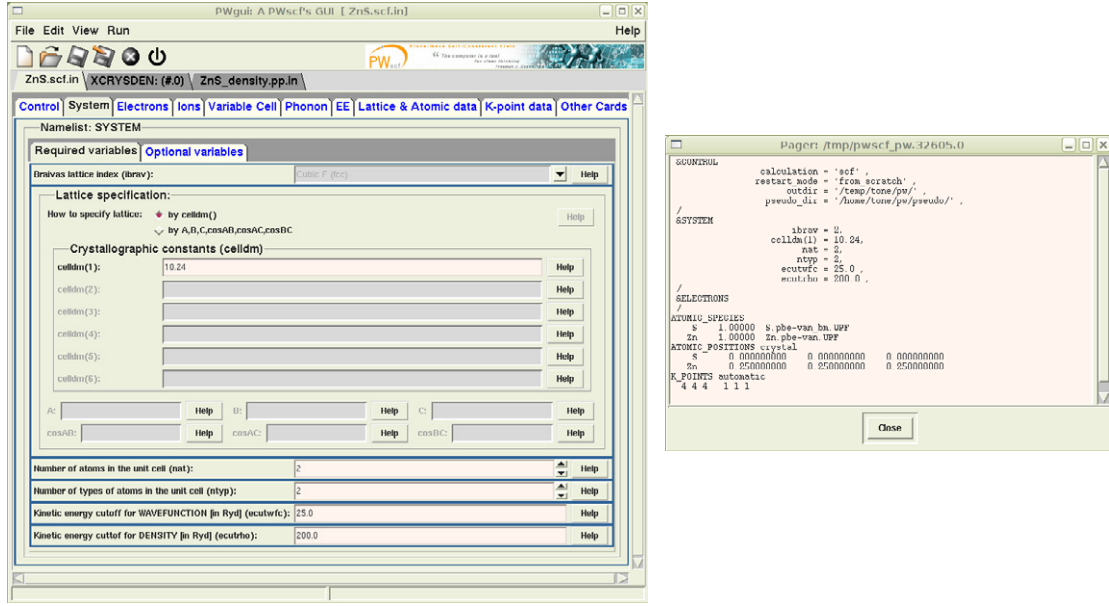 PWgui: A PWscf's GUI [ ZnS.scf.in]
File Edit View Run Help
PWscf
ZnS.scf.in XCRYSDEN: (#.0) ZnS_density.pp.in
Control System Electrons Ions Variable Cell Phonon EE Lattice & Atomic data K-point data Other Cards
Namelist: SYSTEM
Required variables Optional variables
Braivas lattice index (ibrav): Cubic F (fcc) Help
Lattice specification:
How to specify lattice: by celldm() Help
by A,B,C,cosAB,cosAC,cosBC
Crystallographic constants (celldm)
celldm(1): 10.24 Help
celldm(2): Help
celldm(3): Help
celldm(4): Help
celldm(5): Help
celldm(6): Help
A: Help B: Help C: Help
cosAB: Help cosAC: Help cosBC: Help
Number of atoms in the unit cell (nat): 2 Help
Number of types of atoms in the unit cell (ntyp): 2 Help
Kinetic energy cutoff for WAVEFUNCTION [in Ryd] (ecutwfc): 25.0 Help
Kinetic energy cuttof for DENSITY [in Ryd] (ecutrho): 200.0 Help
Pager: /tmp/pwscf_pw.32605.0
&CONTROL
calculation = 'scf' ,
restart_mode = 'from_scratch' ,
outdir = '/temp/tone/pw/' ,
pseudo_dir = '/home/tone/pw/pseudo/' ,
/
&SYSTEM
ibrav = 2,
celldm(1) = 10.24,
nat = 2,
ntyp = 2,
ecutwfc = 25.0 ,
ecutrho = 200.0 ,
/
&ELECTRONS
/
ATOMIC_SPECIES
S 1.00000 S.pbe-van_bm.UPF
Zn 1.00000 Zn.pbe-van.UPF
ATOMIC_POSITIONS crystal
S 0.000000000 0.000000000 0.000000000
Zn 0.250000000 0.250000000 0.250000000
K_POINTS automatic
4 4 4 1 1 1
Close